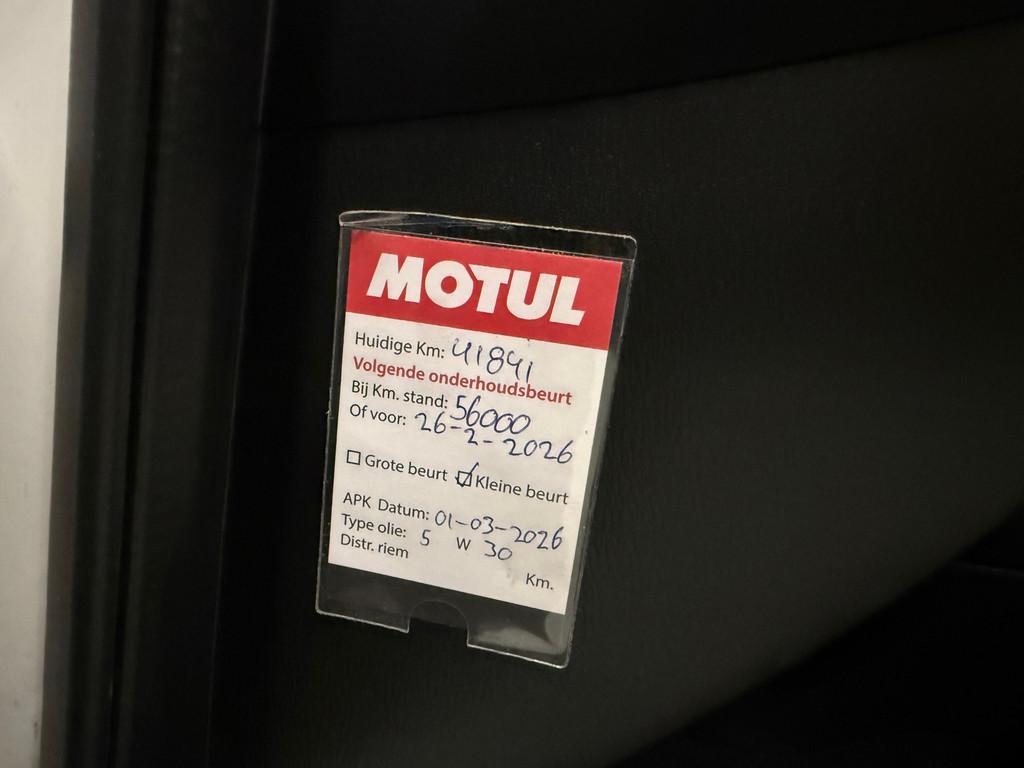 MOTUL
Huidige Km: 41841
Volgende onderhoudsbeurt
Bij Km. stand: 56000
Of voor: 26-2-2026
☐ Grote beurt ☑ Kleine beurt
APK Datum: 01-03-2026
Type olie: 5 W 30
Distr. riem Km.